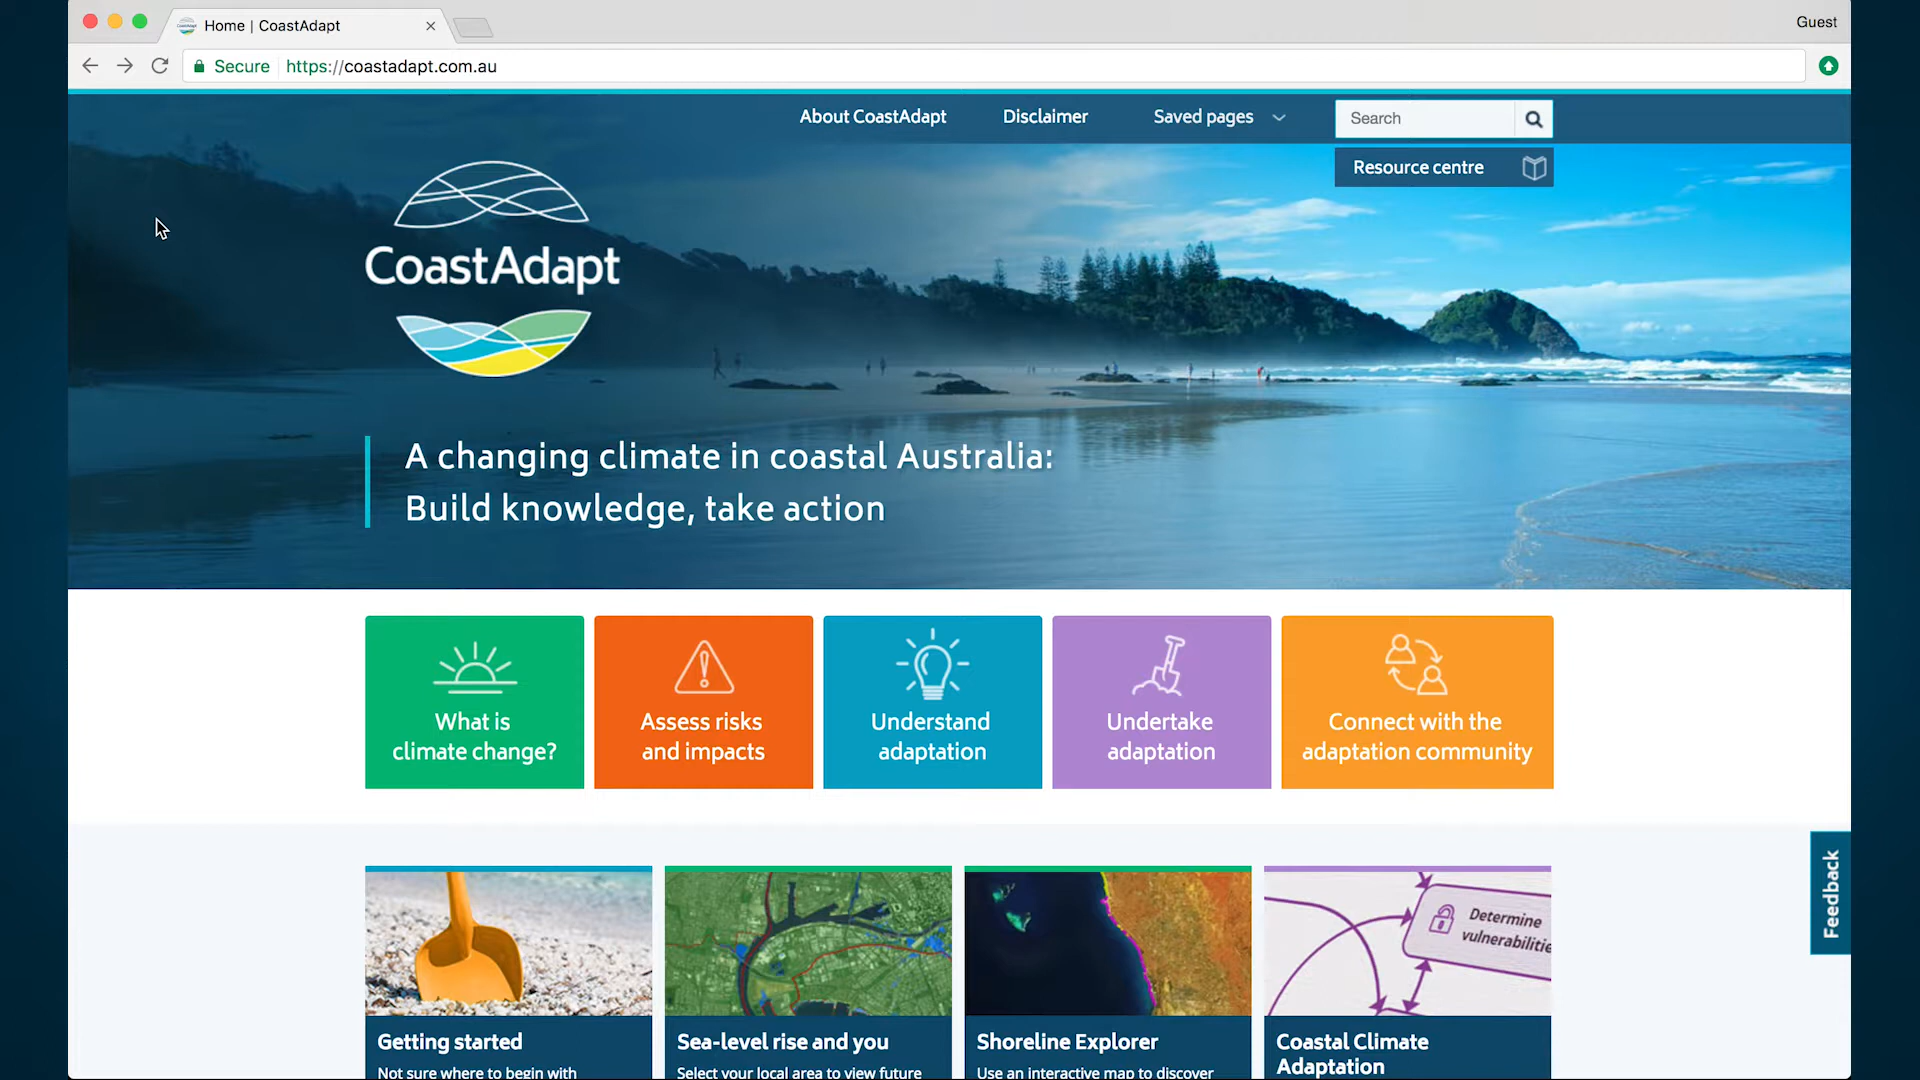 Home | CoastAdapt
Guest
Secure
https://coastadapt.com.au
About CoastAdapt
Disclaimer
Saved pages
Search
Resource centre
CoastAdapt
A changing climate in coastal Australia:
Build knowledge, take action
What is
climate change?
Assess risks
and impacts
Understand
adaptation
Undertake
adaptation
Connect with the
adaptation community
Feedback
Determine
Getting started
Not sure where to begin with
Sea-level rise and you
Select your local area to view future
Shoreline Explorer
Use an interactive map to discover
Coastal Climate
Adaptation